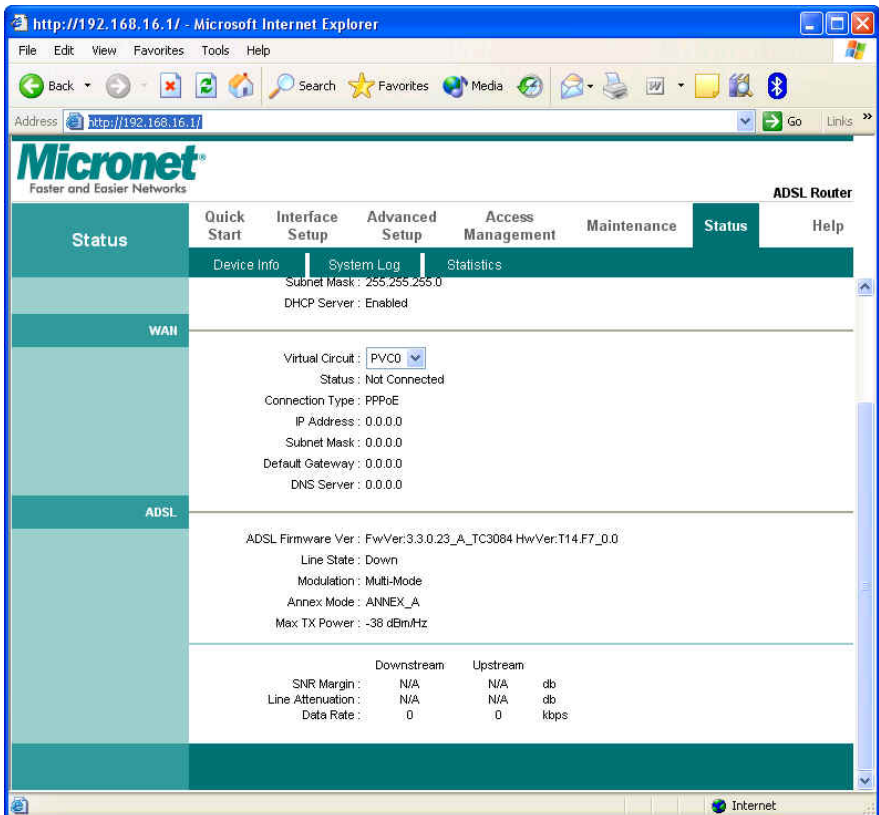 http://192.168.16.1/ - Microsoft Internet Explorer
File Edit View Favorites Tools Help
Back Search Favorites Media
Address http://192.168.16.1/ Go Links »
Micronet®
Faster and Easier Networks
ADSL Router
Status
Quick Start Interface Setup Advanced Setup Access Management Maintenance Status Help
Device Info System Log Statistics
Subnet Mask : 255.255.255.0
DHCP Server : Enabled
WAN
Virtual Circuit : PVC0
Status : Not Connected
Connection Type : PPPoE
IP Address : 0.0.0.0
Subnet Mask : 0.0.0.0
Default Gateway : 0.0.0.0
DNS Server : 0.0.0.0
ADSL
ADSL Firmware Ver : FwVer:3.3.0.23_A_TC3084 HwVer:T14.F7_0.0
Line State : Down
Modulation : Multi-Mode
Annex Mode : ANNEX_A
Max TX Power : -38 dBm/Hz
Downstream Upstream
SNR Margin : N/A N/A db
Line Attenuation : N/A N/A db
Data Rate : 0 0 kbps
Internet